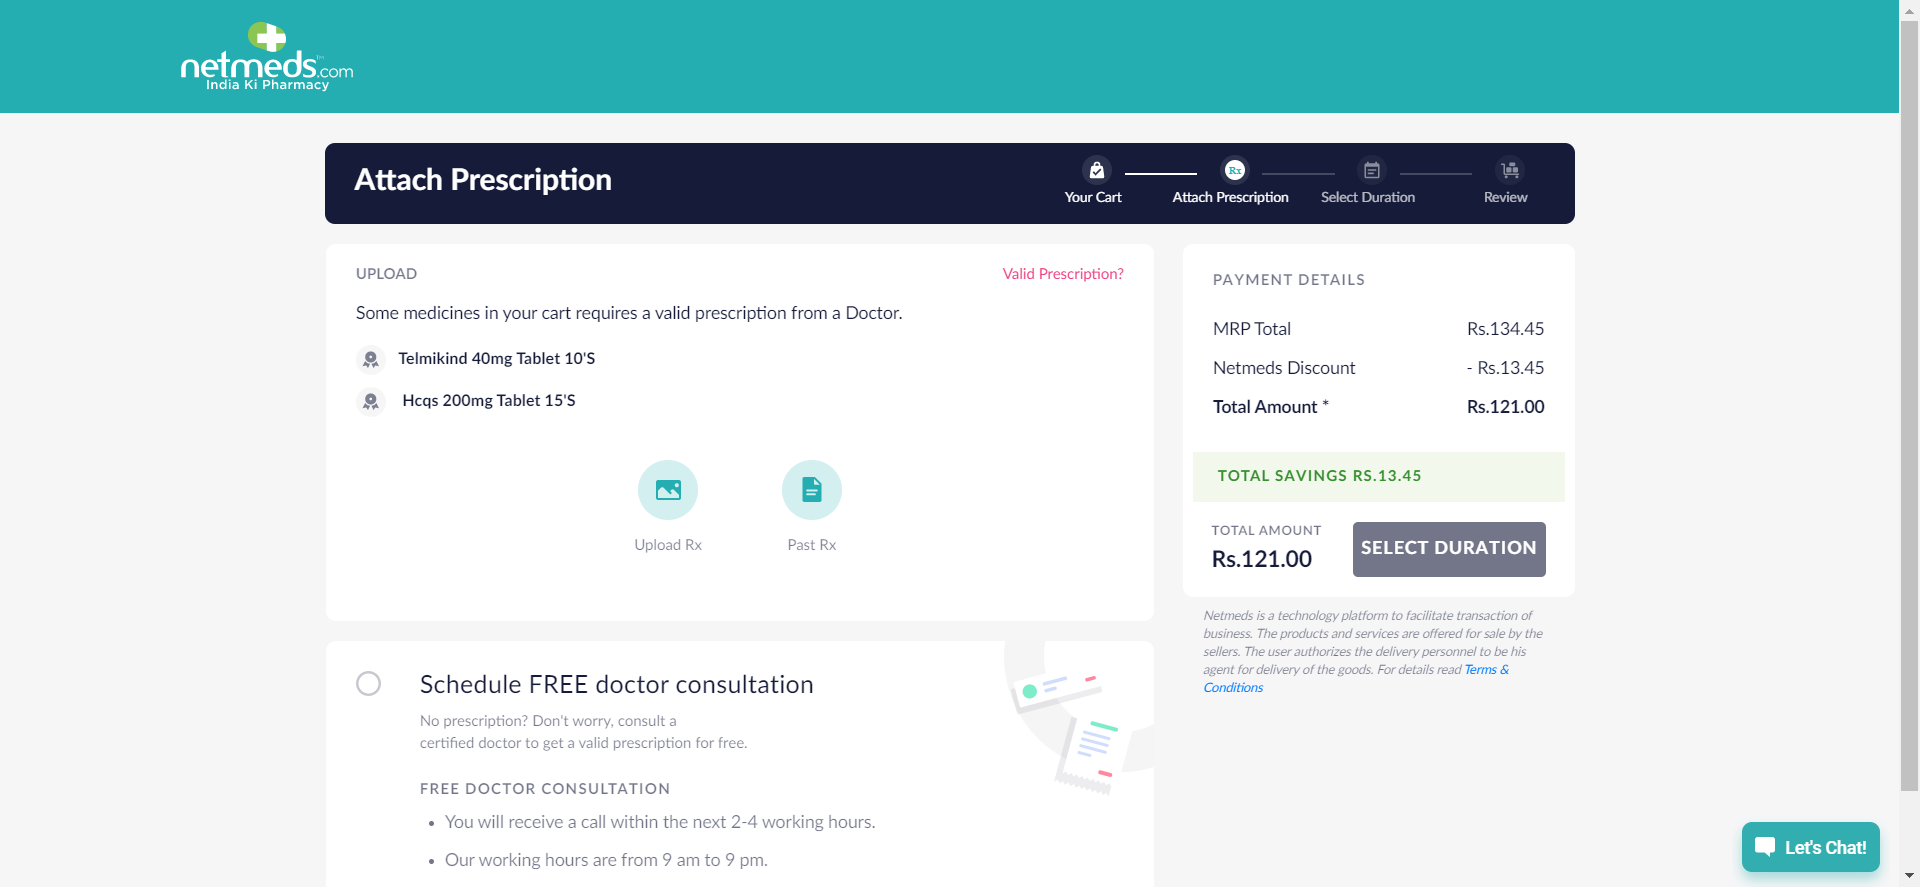 netmeds.com
India Ki Pharmacy
Attach Prescription
Rx
Your Cart
Attach Prescription
Select Duration
Review
UPLOAD
Valid Prescription?
Some medicines in your cart requires a valid prescription from a Doctor.
Telmikind 40mg Tablet 10'S
Hcqs 200mg Tablet 15'S
Upload Rx
Past Rx
Schedule FREE doctor consultation
No prescription? Don't worry, consult a
certified doctor to get a valid prescription for free.
FREE DOCTOR CONSULTATION
• You will receive a call within the next 2-4 working hours.
• Our working hours are from 9 am to 9 pm.
PAYMENT DETAILS
MRP Total Rs.134.45
Netmeds Discount - Rs.13.45
Total Amount * Rs.121.00
TOTAL SAVINGS RS.13.45
TOTAL AMOUNT
Rs.121.00
SELECT DURATION
Netmeds is a technology platform to facilitate transaction of
business. The products and services are offered for sale by the
sellers. The user authorizes the delivery personnel to be his
agent for delivery of the goods. For details read Terms &
Conditions
Let's Chat!